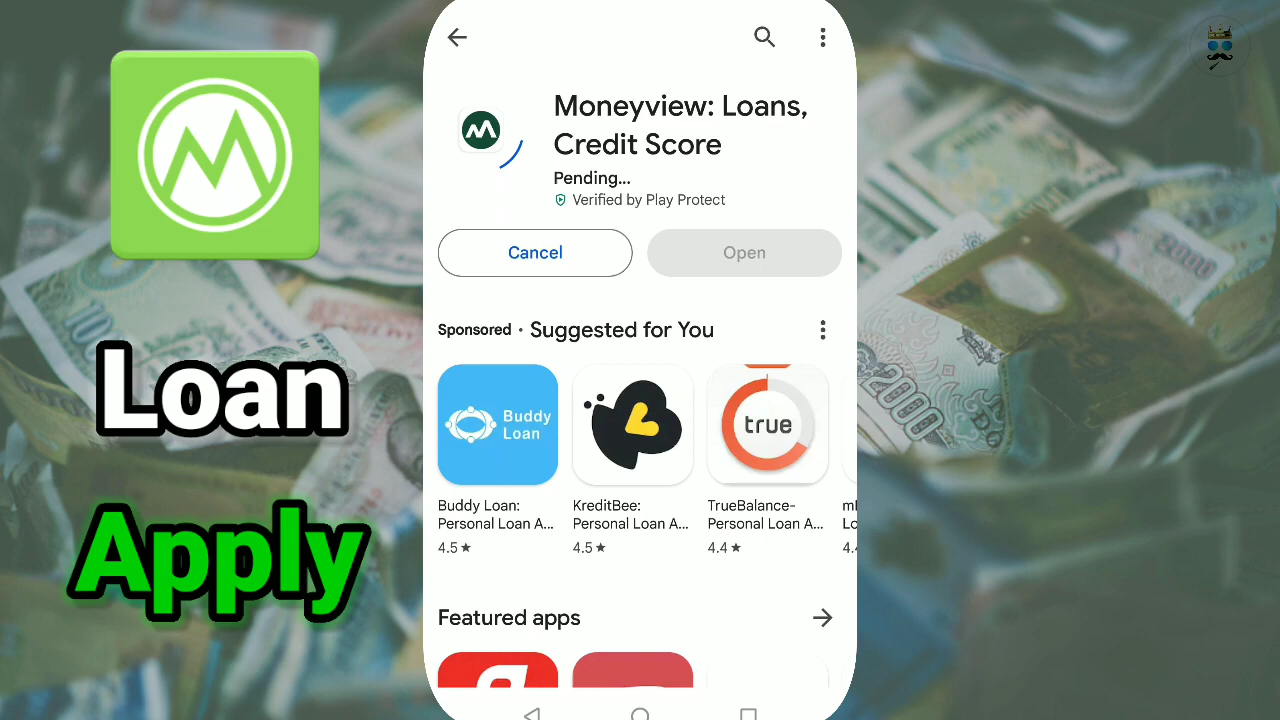 Loan
Apply
Moneyview: Loans,
Credit Score
Pending...
Verified by Play Protect
Cancel
Open
Sponsored · Suggested for You
Buddy
Loan
true
Buddy Loan:
Personal Loan A...
4.5★
KreditBee:
Personal Loan A...
4.5★
TrueBalance-
Personal Loan A...
4.4★
Featured apps
2000